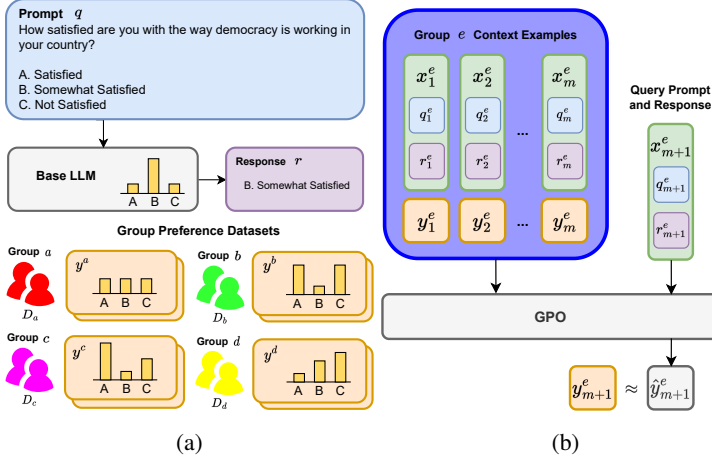 Prompt q
How satisfied are you with the way democracy is working in
your country?
A. Satisfied
B. Somewhat Satisfied
C. Not Satisfied
Base LLM
A B C
Response r
B. Somewhat Satisfied
Group Preference Datasets
Group a
D_a
y^a
A B C
Group b
D_b
y^b
A B C
Group c
D_c
y^c
A B C
Group d
D_d
y^d
A B C
(a)
Group e Context Examples
x_1^e x_2^e x_m^e
q_1^e q_2^e q_m^e
...
r_1^e r_2^e r_m^e
y_1^e y_2^e ... y_m^e
Query Prompt
and Response
x_{m+1}^e
q_{m+1}^e
r_{m+1}^e
GPO
y_{m+1}^e ≈ ŷ_{m+1}^e
(b)